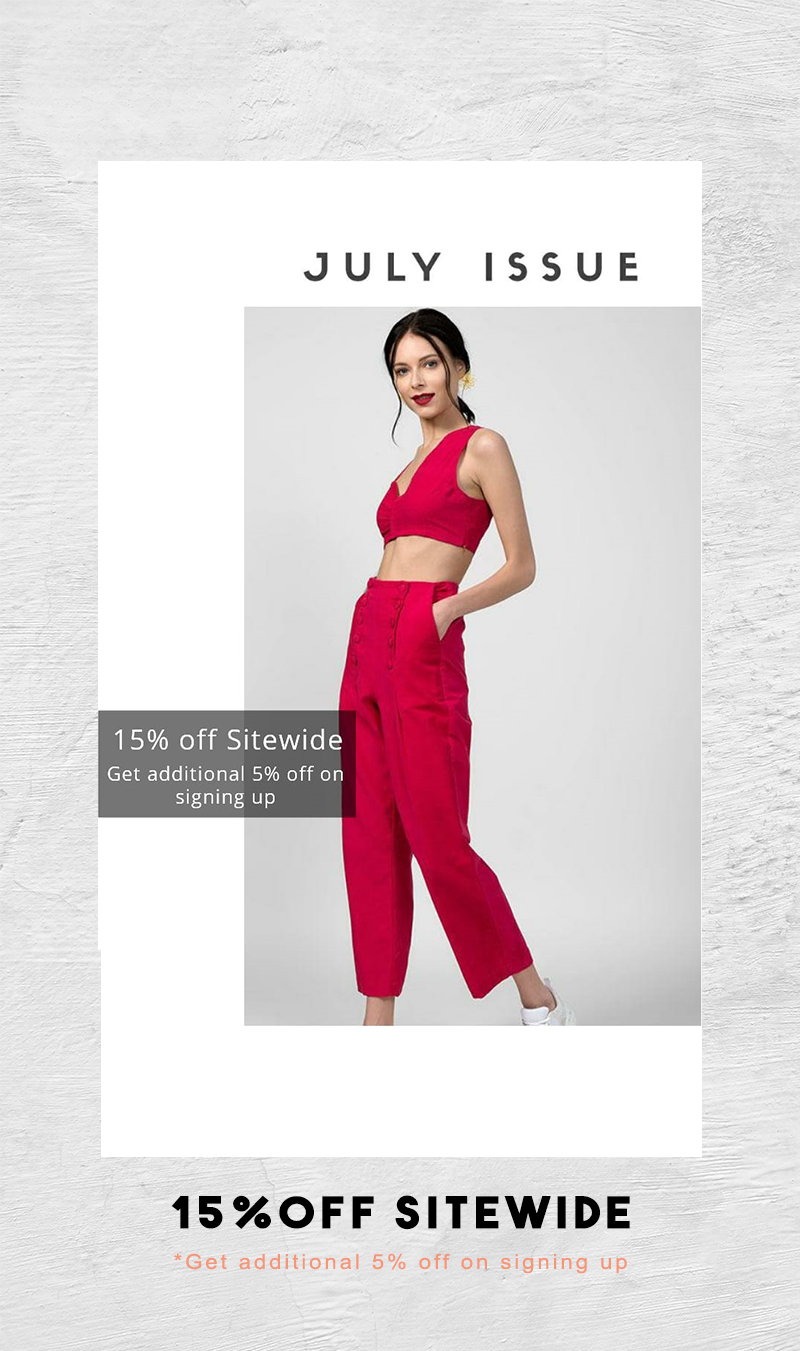 JULY ISSUE
15% off Sitewide
Get additional 5% off on
signing up
15%OFF SITEWIDE
*Get additional 5% off on signing up